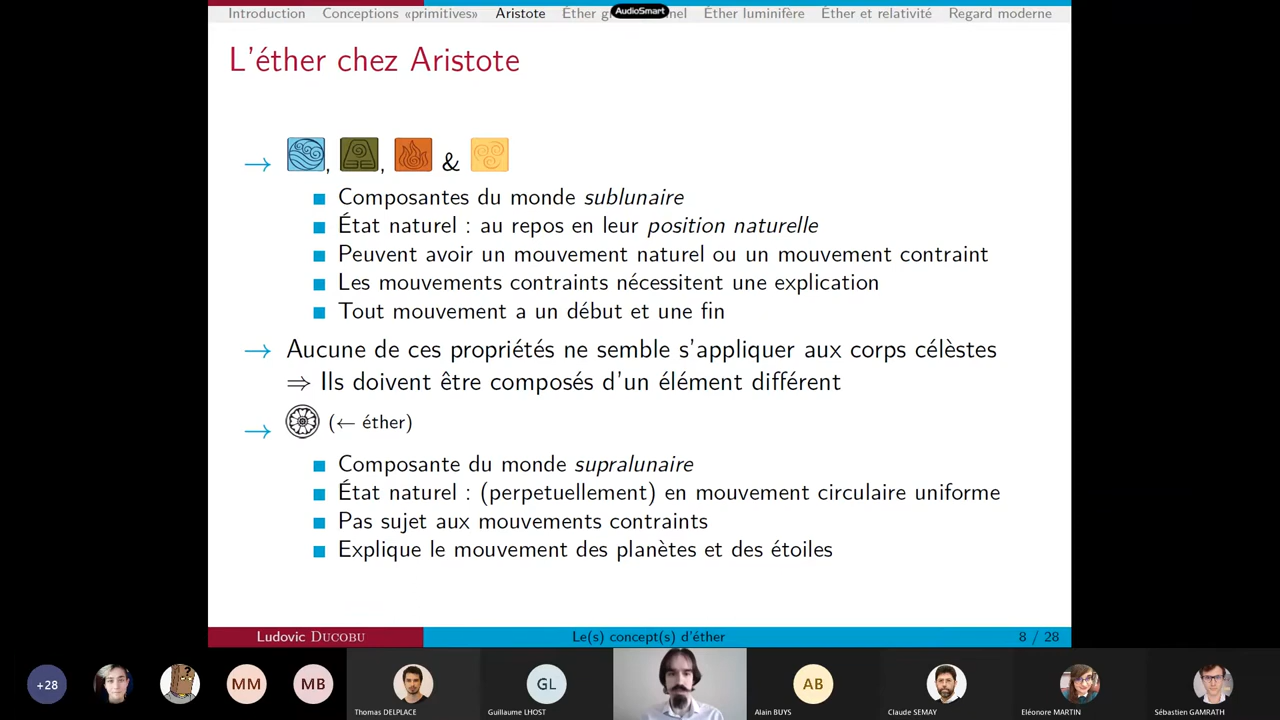 Introduction Conceptions «primitives» Aristote Éther gr nel Éther luminifère Éther et relativité Regard moderne
AudioSmart
L'éther chez Aristote
→ , , &
Composantes du monde sublunaire
État naturel : au repos en leur position naturelle
Peuvent avoir un mouvement naturel ou un mouvement contraint
Les mouvements contraints nécessitent une explication
Tout mouvement a un début et une fin
→ Aucune de ces propriétés ne semble s'appliquer aux corps célèstes
⇒ Ils doivent être composés d'un élément différent
→ (← éther)
Composante du monde supralunaire
État naturel : (perpetuellement) en mouvement circulaire uniforme
Pas sujet aux mouvements contraints
Explique le mouvement des planètes et des étoiles
Ludovic Ducobu Le(s) concept(s) d'éther 8 / 28
+28 MM MB GL AB
Thomas DELPLACE Guillaume LHOST Alain BUYS Claude SEMAY Eléonore MARTIN Sébastien GAMRATH